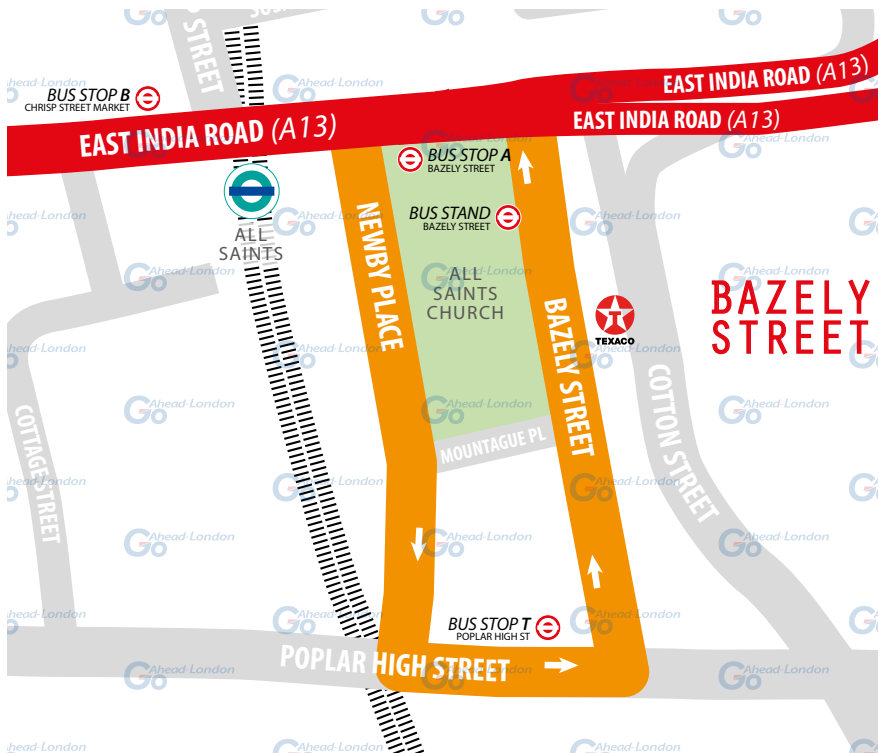 STREET
BUS STOP B
CHRISP STREET MARKET
EAST INDIA ROAD (A13)
EAST INDIA ROAD (A13)
EAST INDIA ROAD (A13)
BUS STOP A
BAZELY STREET
BUS STAND
BAZELY STREET
ALL
SAINTS
NEWBY PLACE
ALL
SAINTS
CHURCH
BAZELY STREET
TEXACO
BAZELY
STREET
COTTON STREET
COTTAGE STREET
MOUNTAGUE PL
BUS STOP T
POPLAR HIGH ST
POPLAR HIGH STREET
Go Ahead-London